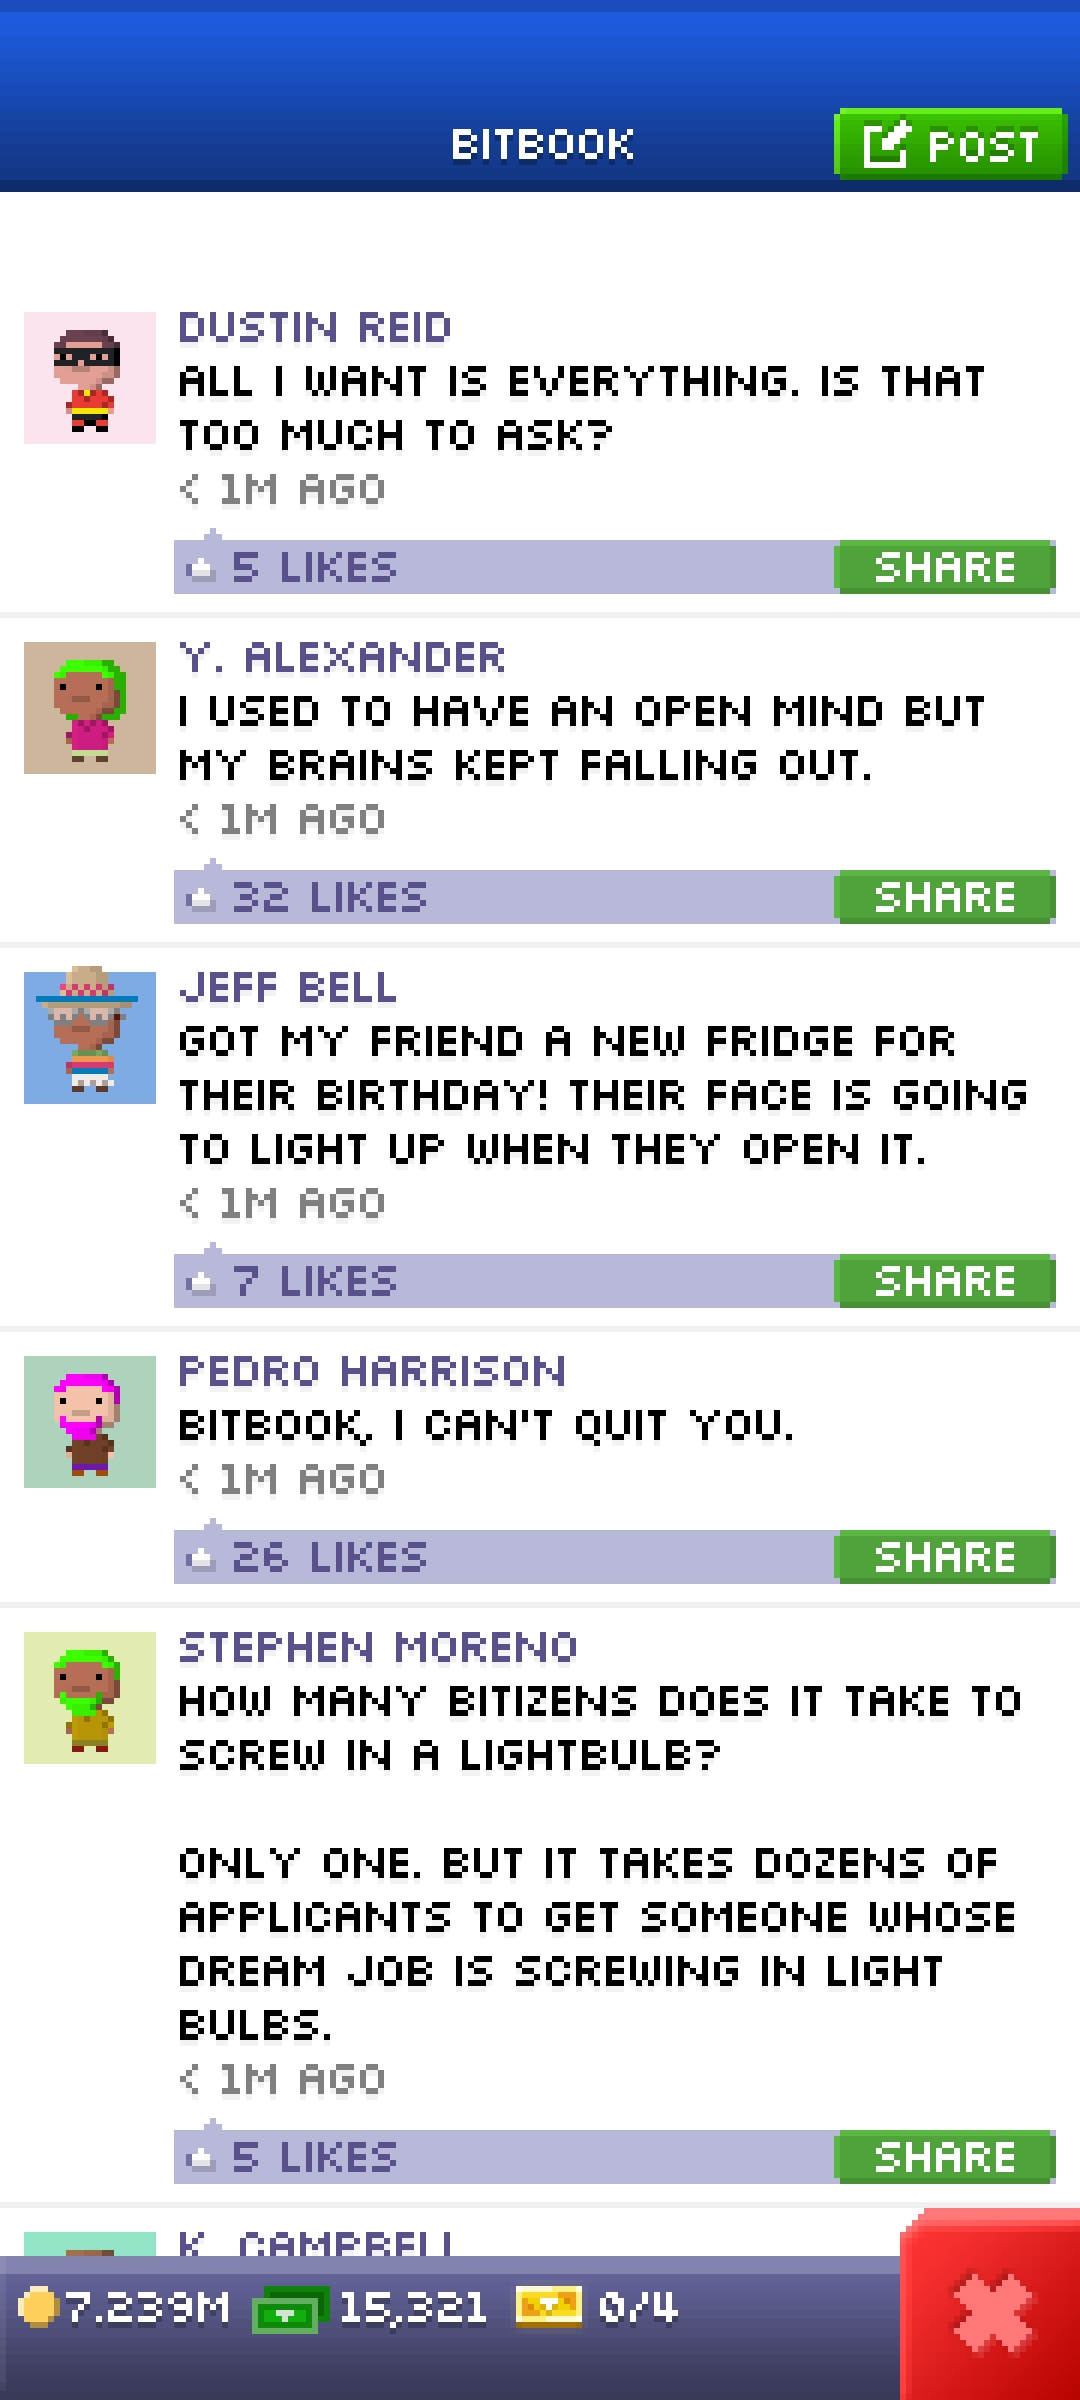 BITBOOK
POST
DUSTIN REID
ALL I WANT IS EVERYTHING. IS THAT
TOO MUCH TO ASK?
< 1M AGO
5 LIKES
SHARE
Y. ALEXANDER
I USED TO HAVE AN OPEN MIND BUT
MY BRAINS KEPT FALLING OUT.
< 1M AGO
32 LIKES
SHARE
JEFF BELL
GOT MY FRIEND A NEW FRIDGE FOR
THEIR BIRTHDAY! THEIR FACE IS GOING
TO LIGHT UP WHEN THEY OPEN IT.
< 1M AGO
7 LIKES
SHARE
PEDRO HARRISON
BITBOOK, I CAN'T QUIT YOU.
< 1M AGO
26 LIKES
SHARE
STEPHEN MORENO
HOW MANY BITIZENS DOES IT TAKE TO
SCREW IN A LIGHTBULB?
ONLY ONE. BUT IT TAKES DOZENS OF
APPLICANTS TO GET SOMEONE WHOSE
DREAM JOB IS SCREWING IN LIGHT
BULBS.
< 1M AGO
5 LIKES
SHARE
K. CAMPBELL
7.239M
15,321
0/4